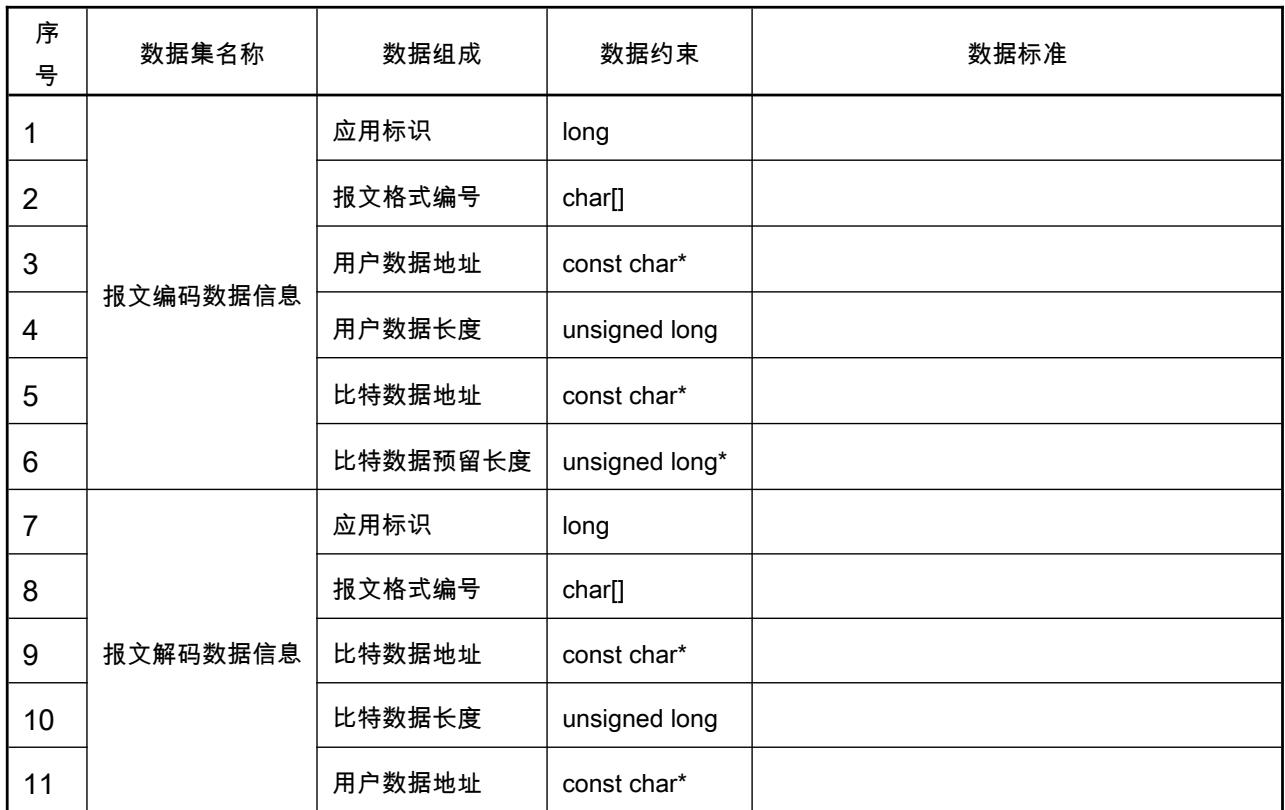 序号 数据集名称 数据组成 数据约束 数据标准
1 应用标识 long
2 报文格式编号 char[]
3 用户数据地址 const char*
报文编码数据信息
4 用户数据长度 unsigned long
5 比特数据地址 const char*
6 比特数据预留长度 unsigned long*
7 应用标识 long
8 报文格式编号 char[]
9 报文解码数据信息 比特数据地址 const char*
10 比特数据长度 unsigned long
11 用户数据地址 const char*